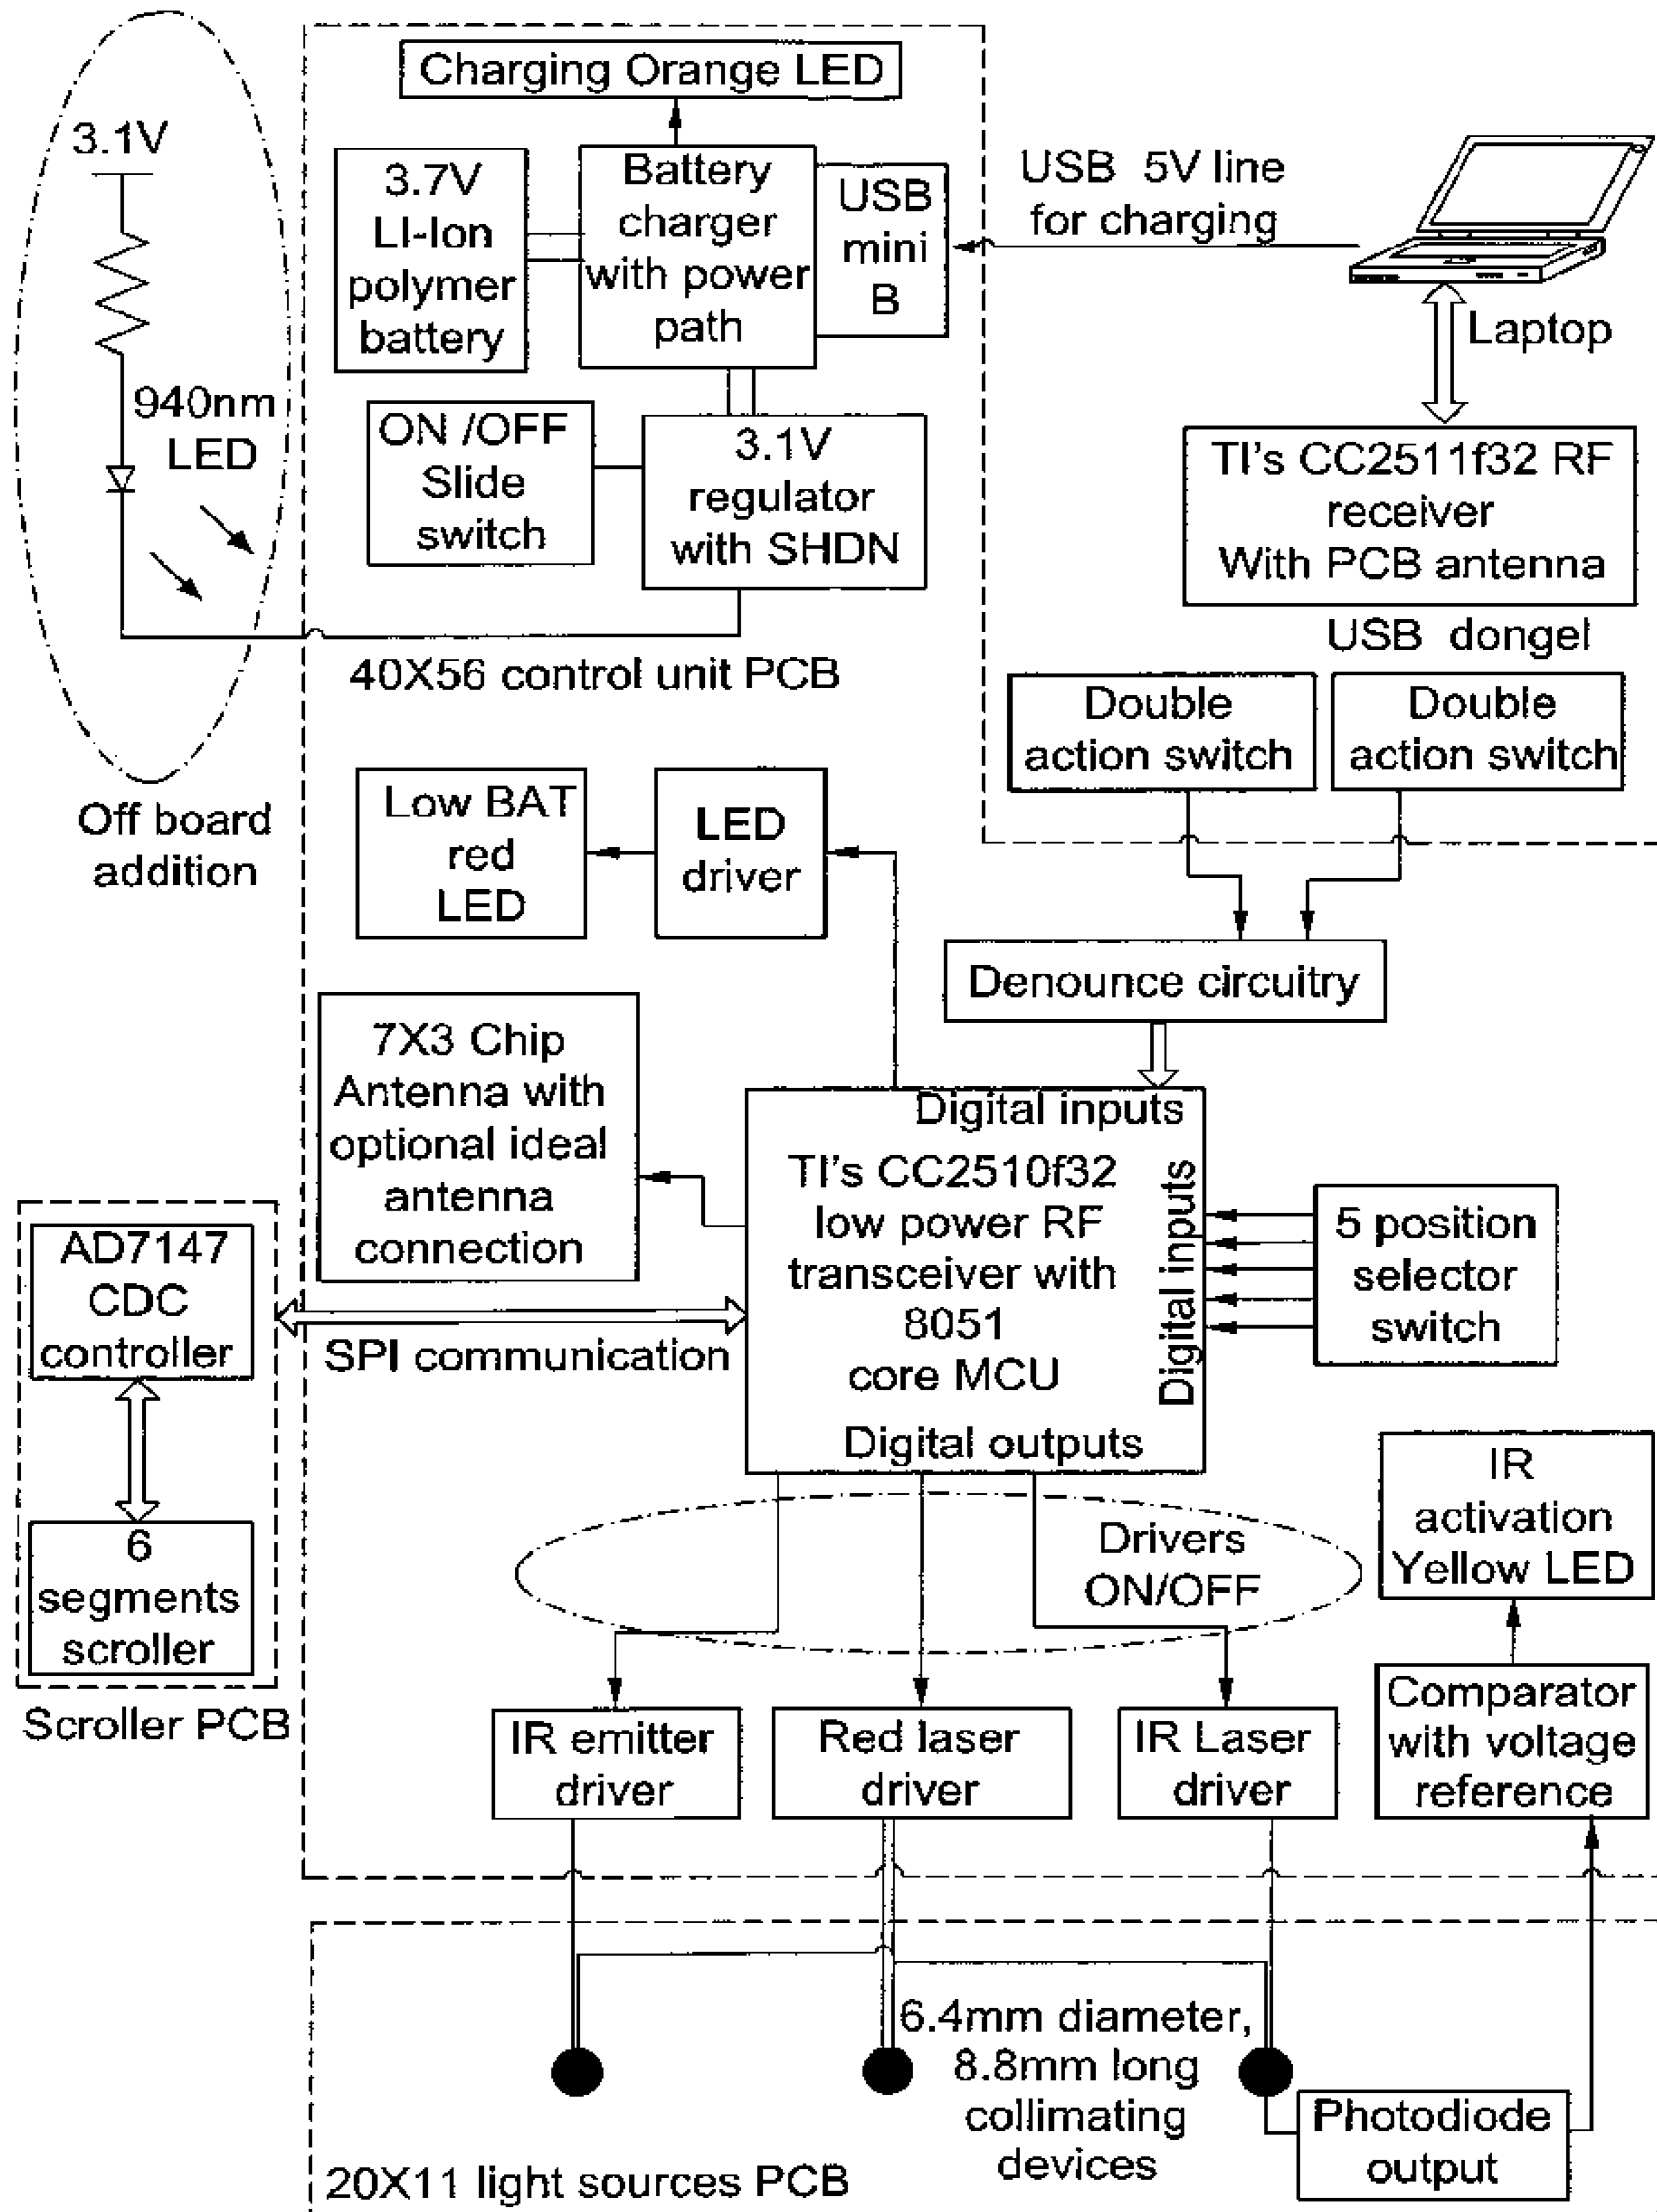 Charging Orange LED
3.1V
3.7V
LI-Ion
polymer
battery
Battery
charger
with power
path
USB
mini
B
USB 5V line
for charging
Laptop
940nm
LED
ON /OFF
Slide
switch
3.1V
regulator
with SHDN
TI's CC2511f32 RF
receiver
With PCB antenna
USB dongel
40X56 control unit PCB
Double
action switch
Double
action switch
Off board
addition
Low BAT
red
LED
LED
driver
Denounce circuitry
7X3 Chip
Antenna with
optional ideal
antenna
connection
Digital inputs
TI's CC2510f32
low power RF
transceiver with
8051
core MCU
Digital inputs
Digital outputs
5 position
selector
switch
AD7147
CDC
controller
SPI communication
6
segments
scroller
Scroller PCB
Drivers
ON/OFF
IR
activation
Yellow LED
IR emitter
driver
Red laser
driver
IR Laser
driver
Comparator
with voltage
reference
6.4mm diameter,
8.8mm long
collimating
devices
Photodiode
output
20X11 light sources PCB